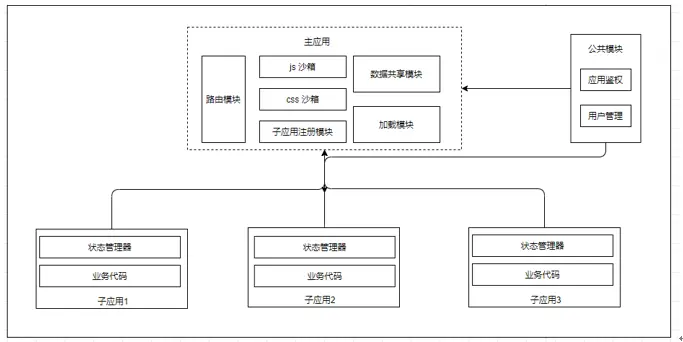 主应用
路由模块
js 沙箱
css 沙箱
子应用注册模块
数据共享模块
加载模块
公共模块
应用鉴权
用户管理
状态管理器
业务代码
子应用1
状态管理器
业务代码
子应用2
状态管理器
业务代码
子应用3